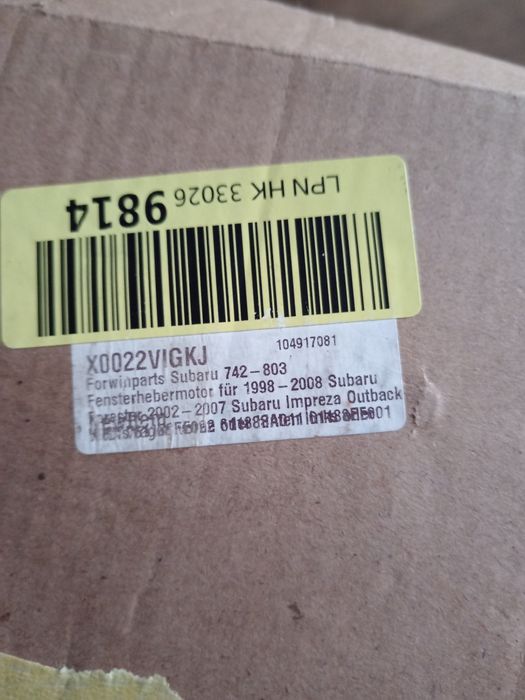 LPN HK 33026 9814
104917081
X0022VIGKJ
Forwinparts Subaru 742-803
Fensterhebermotor für 1998-2008 Subaru
Forester 2002-2007 Subaru Impreza Outback